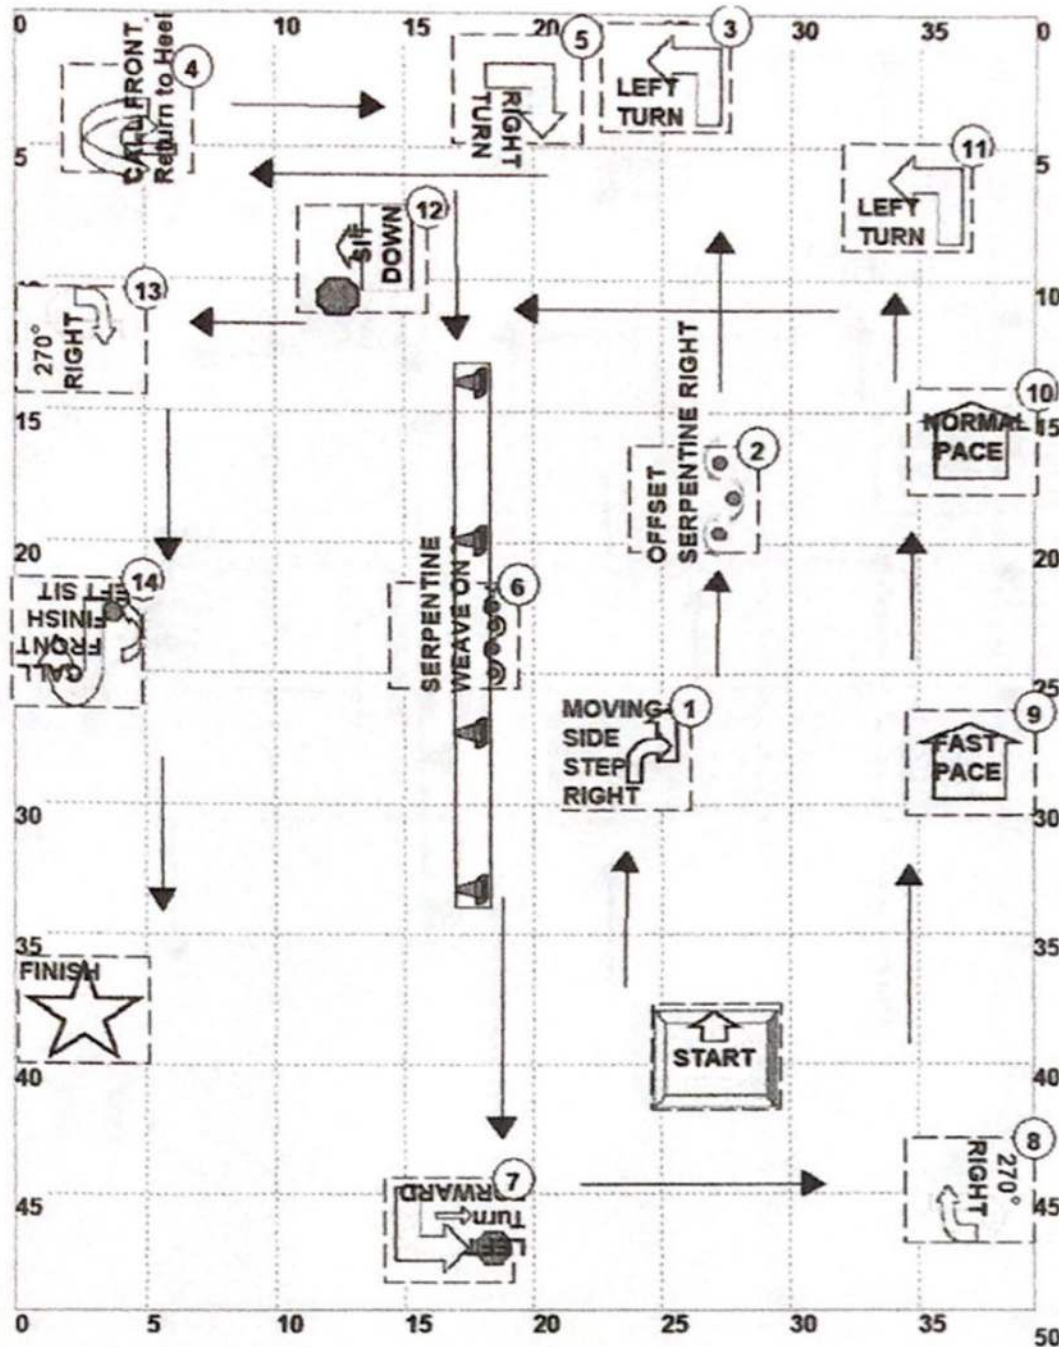 0 10 20 30 35 0
5 5
10
15 15
20 20
25 25
30 30
35 35
40 40
45 45
0 5 10 15 20 25 30 35 50
START
1
MOVING
SIDE
STEP
RIGHT
2
OFFSET
SERPENTINE RIGHT
3
LEFT
TURN
4
CALL FRONT
Return to Heel
5
RIGHT
TURN
6
SERPENTINE
WEAVE ON
7
FORWARD
Turn
8
270°
RIGHT
9
FAST
PACE
10
NORMAL
PACE
11
LEFT
TURN
12
SIT
DOWN
13
270°
RIGHT
14
CALL
FRONT
FINISH
SIT
FINISH